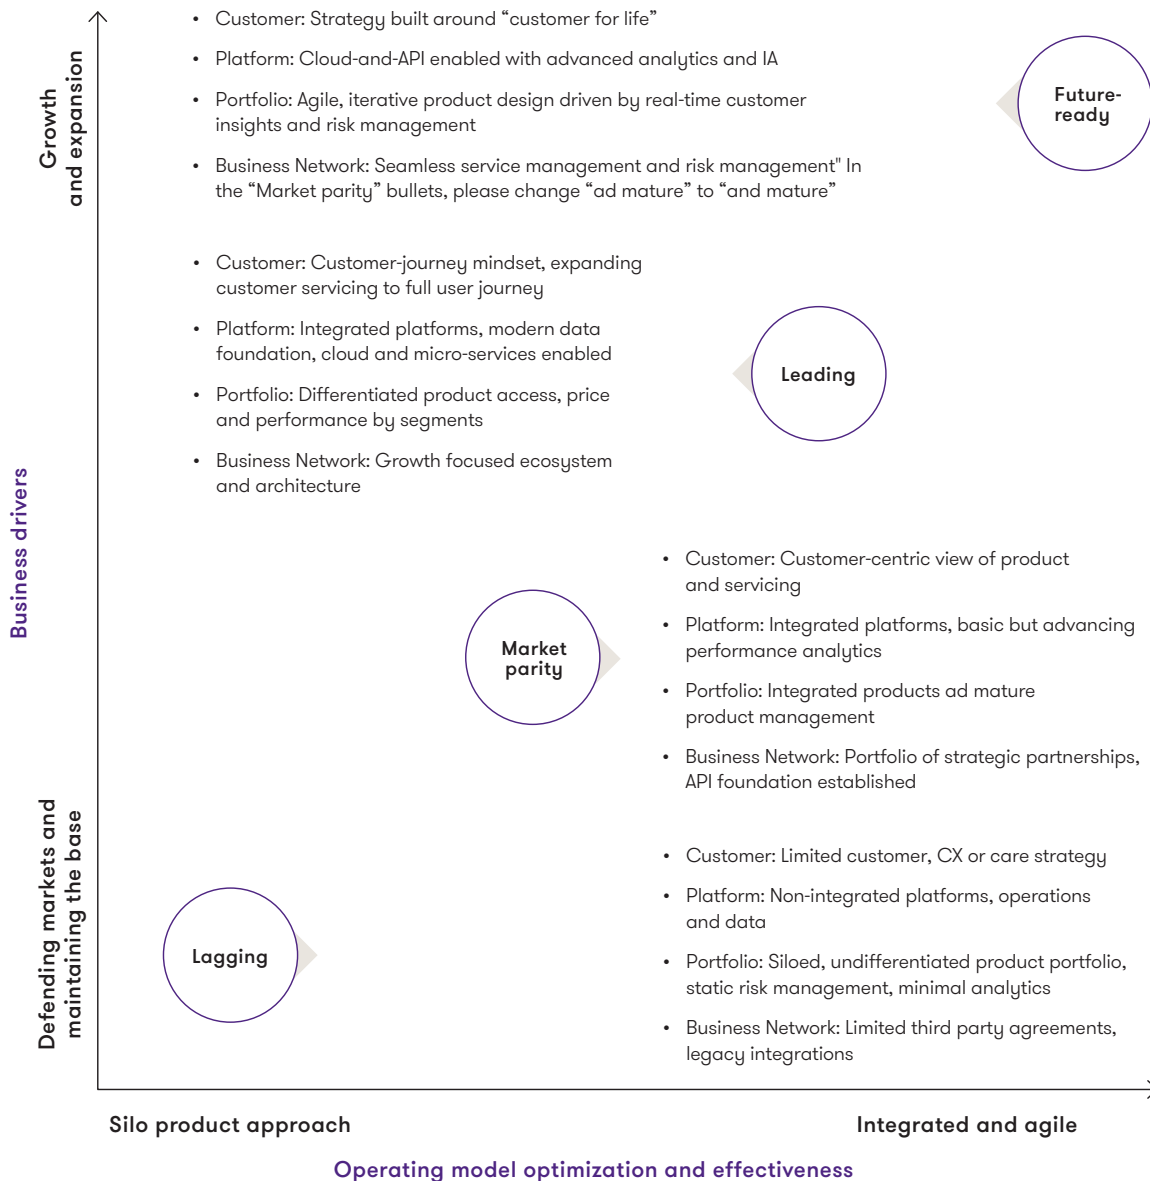 Growth
and expansion
• Customer: Strategy built around “customer for life”
• Platform: Cloud-and-API enabled with advanced analytics and IA
• Portfolio: Agile, iterative product design driven by real-time customer
insights and risk management
• Business Network: Seamless service management and risk management" In
the “Market parity” bullets, please change “ad mature” to “and mature”
Future-
ready
• Customer: Customer-journey mindset, expanding
customer servicing to full user journey
• Platform: Integrated platforms, modern data
foundation, cloud and micro-services enabled
• Portfolio: Differentiated product access, price
and performance by segments
• Business Network: Growth focused ecosystem
and architecture
Leading
Business drivers
Market
parity
• Customer: Customer-centric view of product
and servicing
• Platform: Integrated platforms, basic but advancing
performance analytics
• Portfolio: Integrated products ad mature
product management
• Business Network: Portfolio of strategic partnerships,
API foundation established
Defending markets and
maintaining the base
Lagging
• Customer: Limited customer, CX or care strategy
• Platform: Non-integrated platforms, operations
and data
• Portfolio: Siloed, undifferentiated product portfolio,
static risk management, minimal analytics
• Business Network: Limited third party agreements,
legacy integrations
Silo product approach
Integrated and agile
Operating model optimization and effectiveness